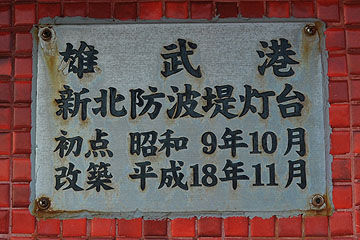 雄武港
新北防波堤灯台
初点 昭和 9年10月
改築 平成18年11月